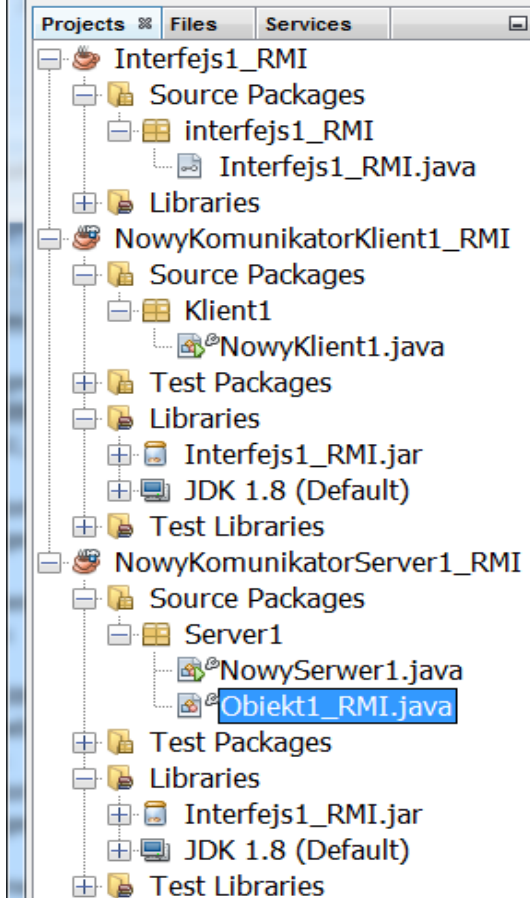 Projects Files Services
Interfejs1_RMI
Source Packages
interfejs1_RMI
Interfejs1_RMI.java
Libraries
NowyKomunikatorKlient1_RMI
Source Packages
Klient1
NowyKlient1.java
Test Packages
Libraries
Interfejs1_RMI.jar
JDK 1.8 (Default)
Test Libraries
NowyKomunikatorServer1_RMI
Source Packages
Server1
NowySerwer1.java
Obiekt1_RMI.java
Test Packages
Libraries
Interfejs1_RMI.jar
JDK 1.8 (Default)
Test Libraries